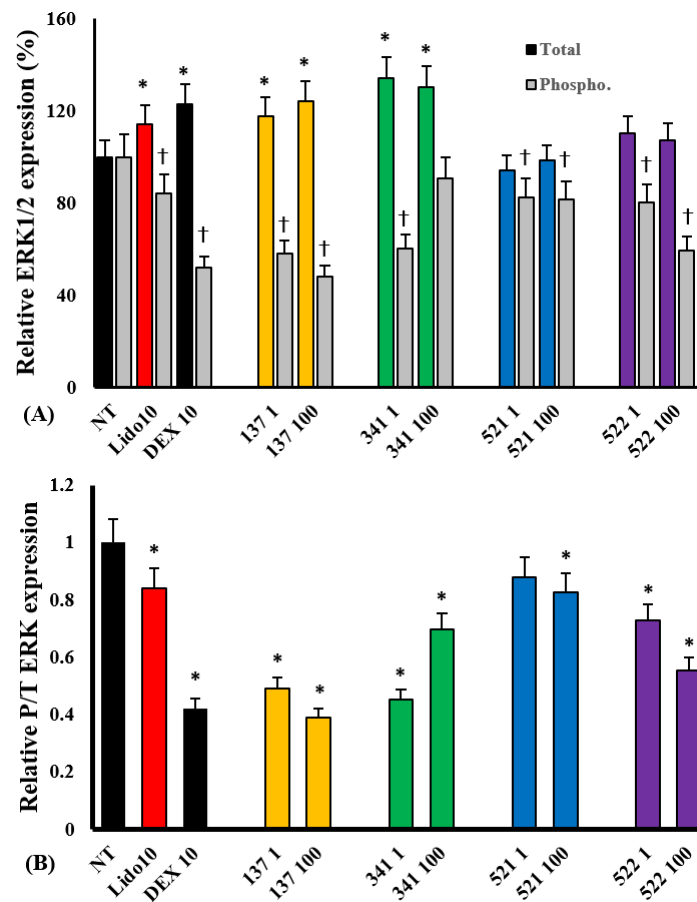 Relative ERK1/2 expression (%)
160
120
80
40
0
* * * * * *
† † † † † † † † †
Total
Phospho.
(A)
NT
Lido10
DEX 10
137 1
137 100
341 1
341 100
521 1
521 100
522 1
522 100
Relative P/T ERK expression
1.2
1
0.8
0.6
0.4
0.2
0
* * * * * * * * *
(B)
NT
Lido10
DEX 10
137 1
137 100
341 1
341 100
521 1
521 100
522 1
522 100